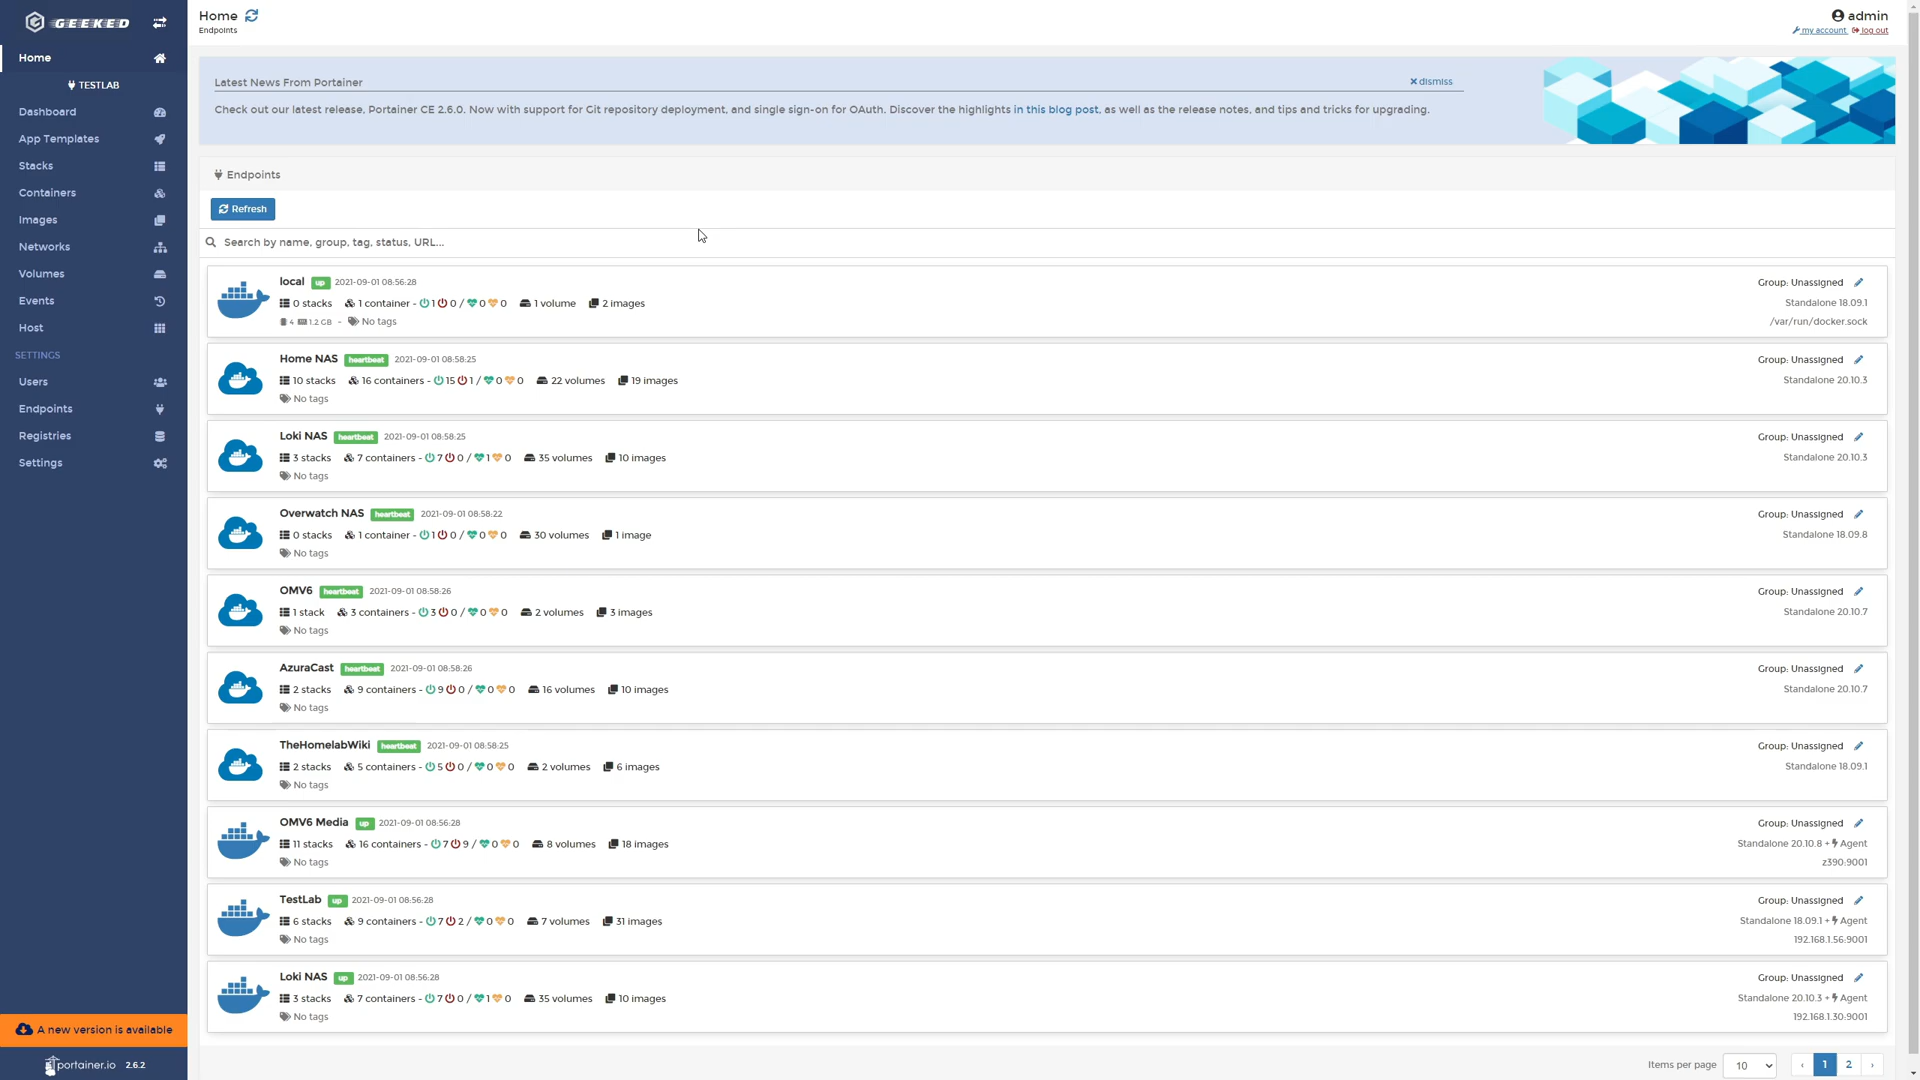 GEEKED
Home
TESTLAB
Dashboard
App Templates
Stacks
Containers
Images
Networks
Volumes
Events
Host
SETTINGS
Users
Endpoints
Registries
Settings
A new version is available
portainer.io 2.6.2
Home
Endpoints
admin
my account log out
Latest News From Portainer
dismiss
Check out our latest release, Portainer CE 2.6.0. Now with support for Git repository deployment, and single sign-on for OAuth. Discover the highlights in this blog post, as well as the release notes, and tips and tricks for upgrading.
Endpoints
Refresh
Search by name, group, tag, status, URL...
local up 2021-09-01 08:56:28 Group: Unassigned
0 stacks 1 container - 1 0 / 0 0 1 volume 2 images Standalone 18.09.1
4 1.2 GB - No tags /var/run/docker.sock
Home NAS heartbeat 2021-09-01 08:58:25 Group: Unassigned
10 stacks 16 containers - 15 1 / 0 0 22 volumes 19 images Standalone 20.10.3
No tags
Loki NAS heartbeat 2021-09-01 08:58:25 Group: Unassigned
3 stacks 7 containers - 7 0 / 1 0 35 volumes 10 images Standalone 20.10.3
No tags
Overwatch NAS heartbeat 2021-09-01 08:58:22 Group: Unassigned
0 stacks 1 container - 1 0 / 0 0 30 volumes 1 image Standalone 18.09.8
No tags
OMV6 heartbeat 2021-09-01 08:58:26 Group: Unassigned
1 stack 3 containers - 3 0 / 0 0 2 volumes 3 images Standalone 20.10.7
No tags
AzuraCast heartbeat 2021-09-01 08:58:26 Group: Unassigned
2 stacks 9 containers - 9 0 / 0 0 16 volumes 10 images Standalone 20.10.7
No tags
TheHomelabWiki heartbeat 2021-09-01 08:58:25 Group: Unassigned
2 stacks 5 containers - 5 0 / 0 0 2 volumes 6 images Standalone 18.09.1
No tags
OMV6 Media up 2021-09-01 08:56:28 Group: Unassigned
11 stacks 16 containers - 7 9 / 0 0 8 volumes 18 images Standalone 20.10.8 + Agent
No tags z390:9001
TestLab up 2021-09-01 08:56:28 Group: Unassigned
6 stacks 9 containers - 7 2 / 0 0 7 volumes 31 images Standalone 18.09.1 + Agent
No tags 192.168.1.56:9001
Loki NAS up 2021-09-01 08:56:28 Group: Unassigned
3 stacks 7 containers - 7 0 / 1 0 35 volumes 10 images Standalone 20.10.3 + Agent
No tags 192.168.1.30:9001
Items per page 10 ‹ 1 2 ›